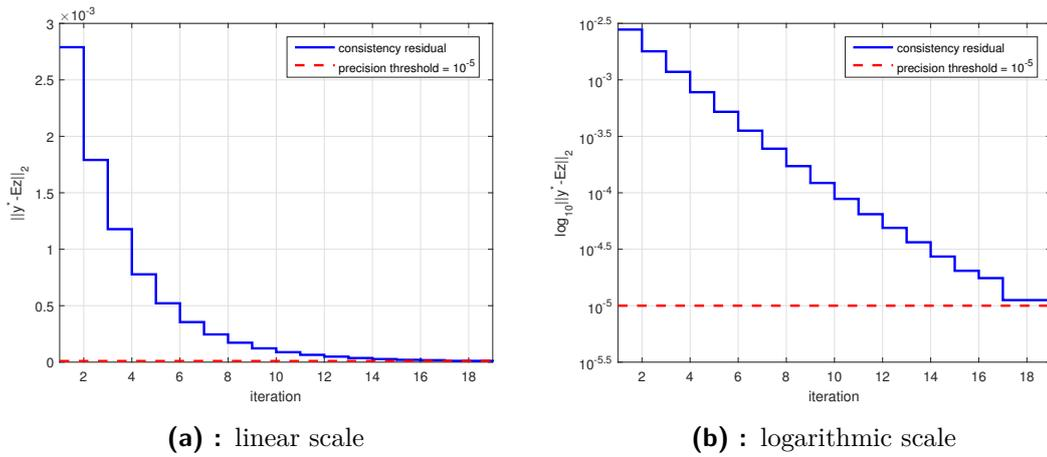 ×10⁻³
3
2.5
2
1.5
1
0.5
0
||y*-Ez||₂
consistency residual
precision threshold = 10⁻⁵
2 4 6 8 10 12 14 16 18
iteration
(a) : linear scale
10⁻²·⁵
10⁻³
10⁻³·⁵
10⁻⁴
10⁻⁴·⁵
10⁻⁵
10⁻⁵·⁵
log₁₀||y*-Ez||₂
consistency residual
precision threshold = 10⁻⁵
2 4 6 8 10 12 14 16 18
iteration
(b) : logarithmic scale